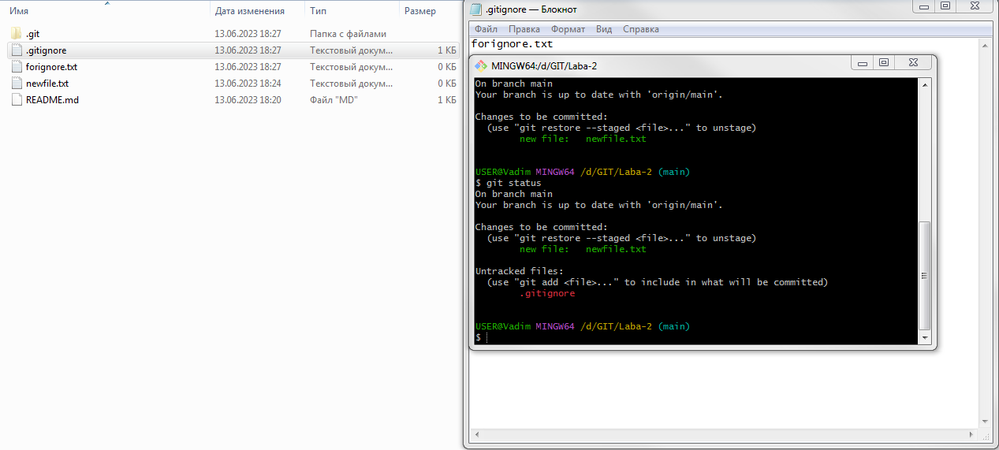 Имя Дата изменения Тип Размер
.git 13.06.2023 18:27 Папка с файлами
.gitignore 13.06.2023 18:27 Текстовый докум... 1 КБ
forignore.txt 13.06.2023 18:27 Текстовый докум... 0 КБ
newfile.txt 13.06.2023 18:24 Текстовый докум... 0 КБ
README.md 13.06.2023 18:20 Файл "MD" 1 КБ
.gitignore — Блокнот
Файл Правка Формат Вид Справка
forignore.txt
MINGW64:/d/GIT/Laba-2
On branch main
Your branch is up to date with 'origin/main'.
Changes to be committed:
(use "git restore --staged <file>..." to unstage)
new file: newfile.txt
USER@Vadim MINGW64 /d/GIT/Laba-2 (main)
$ git status
On branch main
Your branch is up to date with 'origin/main'.
Changes to be committed:
(use "git restore --staged <file>..." to unstage)
new file: newfile.txt
Untracked files:
(use "git add <file>..." to include in what will be committed)
.gitignore
USER@Vadim MINGW64 /d/GIT/Laba-2 (main)
$